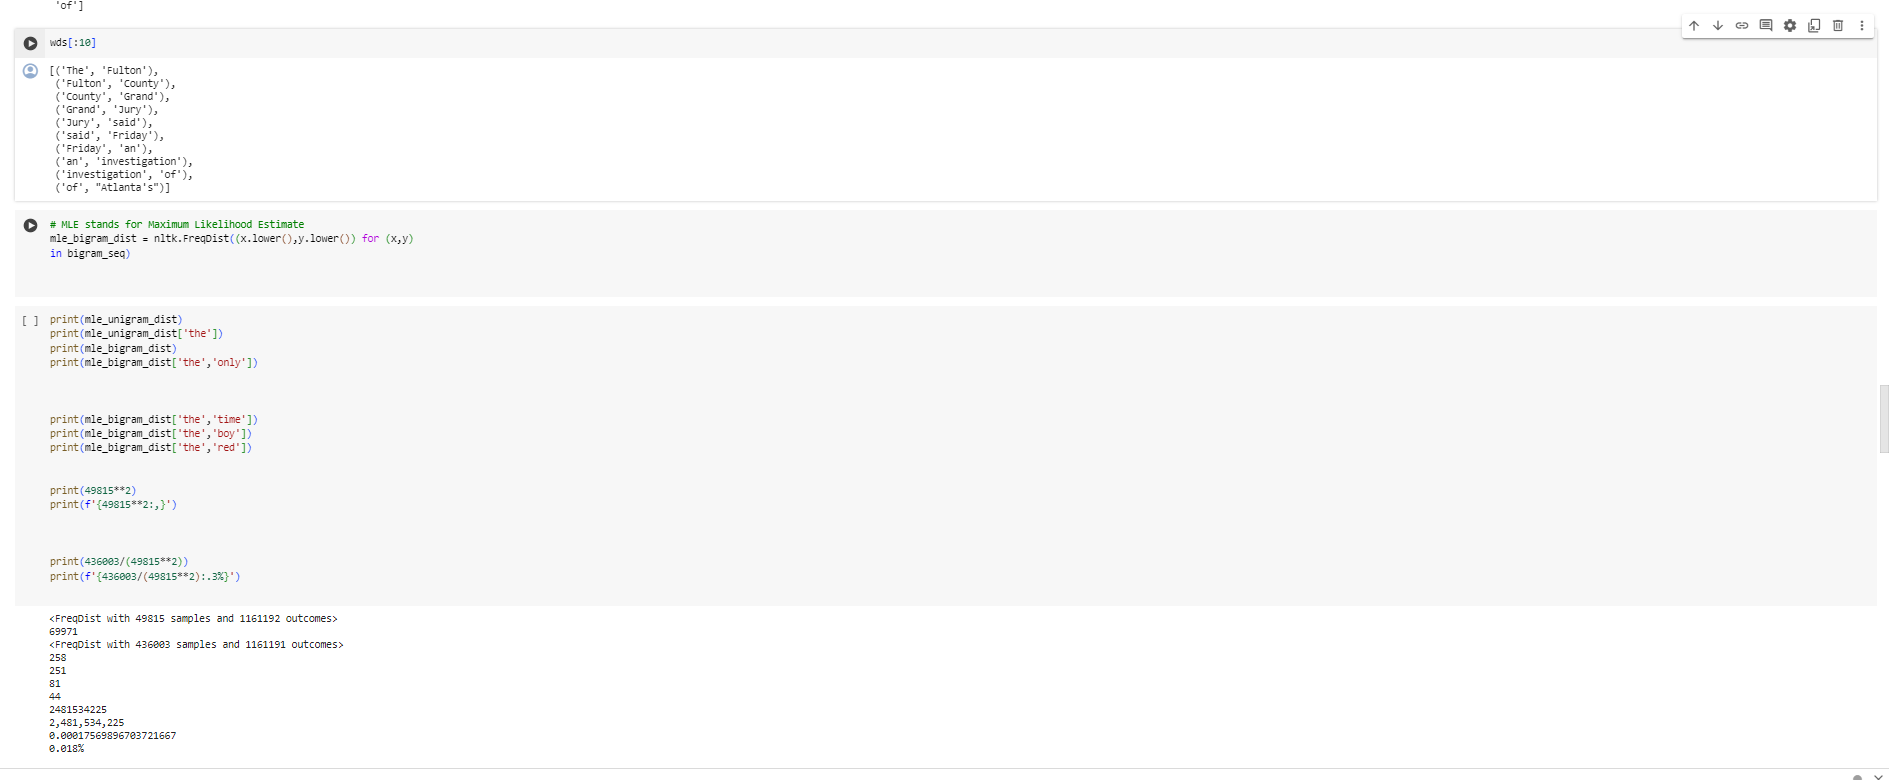 'of']
wds[:10]
[('The', 'Fulton'),
('Fulton', 'County'),
('County', 'Grand'),
('Grand', 'Jury'),
('Jury', 'said'),
('said', 'Friday'),
('Friday', 'an'),
('an', 'investigation'),
('investigation', 'of'),
('of', "Atlanta's")]
# MLE stands for Maximum Likelihood Estimate
mle_bigram_dist = nltk.FreqDist((x.lower(),y.lower()) for (x,y)
in bigram_seq)
[ ]
print(mle_unigram_dist)
print(mle_unigram_dist['the'])
print(mle_bigram_dist)
print(mle_bigram_dist['the','only'])
print(mle_bigram_dist['the','time'])
print(mle_bigram_dist['the','boy'])
print(mle_bigram_dist['the','red'])
print(49815**2)
print(f'{49815**2:,}')
print(436003/(49815**2))
print(f'{436003/(49815**2):.3%}')
<FreqDist with 49815 samples and 1161192 outcomes>
69971
<FreqDist with 436003 samples and 1161191 outcomes>
258
251
81
44
2481534225
2,481,534,225
0.00017569896703721667
0.018%